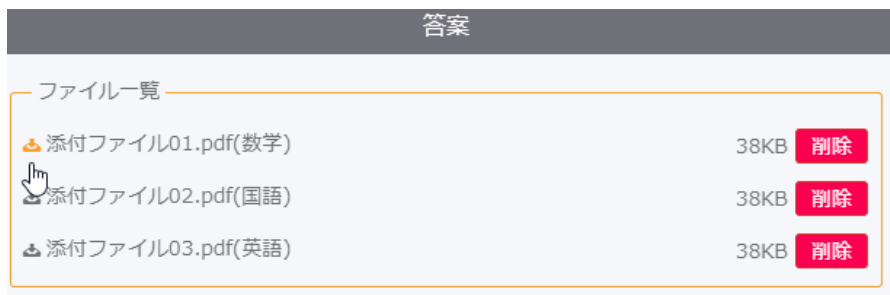 答案
ファイル一覧
添付ファイル01.pdf(数学) 38KB 削除
添付ファイル02.pdf(国語) 38KB 削除
添付ファイル03.pdf(英語) 38KB 削除